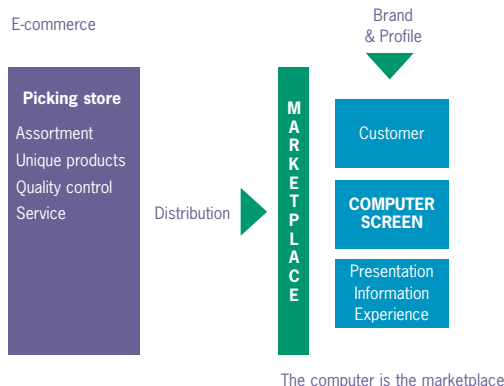 E-commerce
Brand
& Profile
Picking store
Assortment
Unique products
Quality control
Service
Distribution
MARKETPLACE
Customer
COMPUTER
SCREEN
Presentation
Information
Experience
The computer is the marketplace